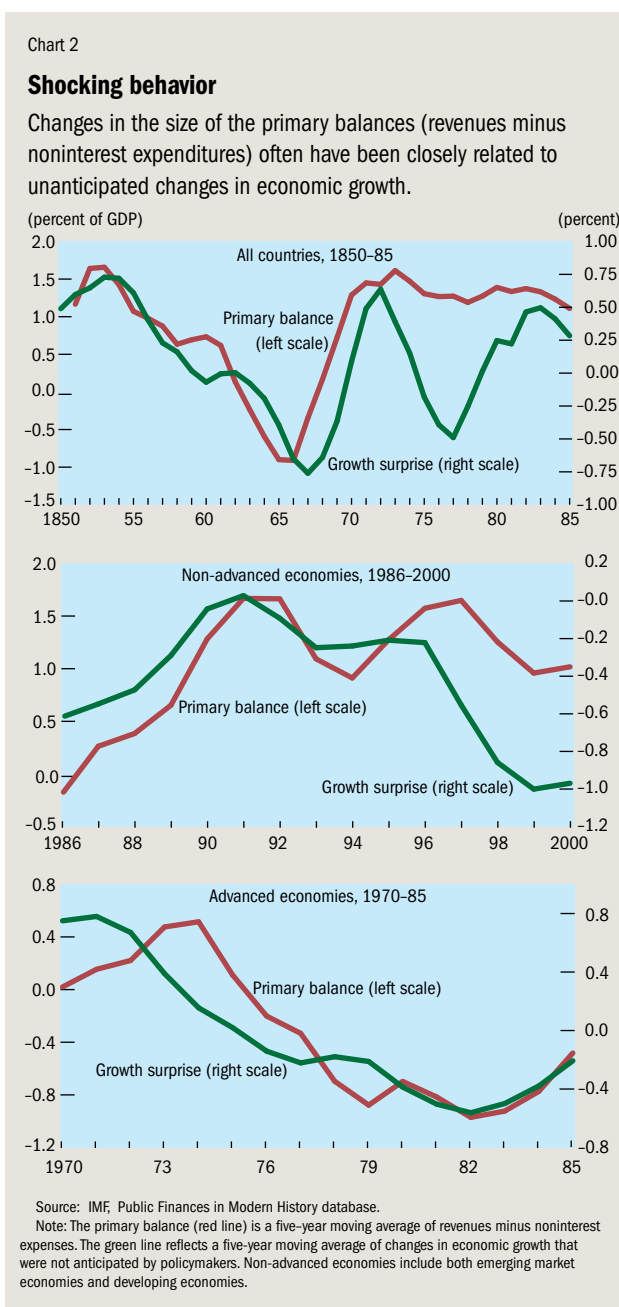 Chart 2
Shocking behavior
Changes in the size of the primary balances (revenues minus
noninterest expenditures) often have been closely related to
unanticipated changes in economic growth.
(percent of GDP) (percent)
All countries, 1850–85
2.0
1.5
1.0
0.5
0.0
–0.5
–1.0
–1.5
Primary balance
(left scale)
Growth surprise (right scale)
1.00
0.75
0.50
0.25
0.00
–0.25
–0.50
–0.75
–1.00
1850 55 60 65 70 75 80 85
Non-advanced economies, 1986–2000
2.0
1.5
1.0
0.5
0.0
–0.5
Primary balance (left scale)
Growth surprise (right scale)
0.2
–0.0
–0.2
–0.4
–0.6
–0.8
–1.0
–1.2
1986 88 90 92 94 96 98 2000
Advanced economies, 1970–85
0.8
0.4
0.0
–0.4
–0.8
–1.2
Primary balance (left scale)
Growth surprise (right scale)
0.8
0.4
0.0
–0.4
–0.8
1970 73 76 79 82 85
Source: IMF, Public Finances in Modern History database.
Note: The primary balance (red line) is a five–year moving average of revenues minus noninterest
expenses. The green line reflects a five-year moving average of changes in economic growth that
were not anticipated by policymakers. Non-advanced economies include both emerging market
economies and developing economies.